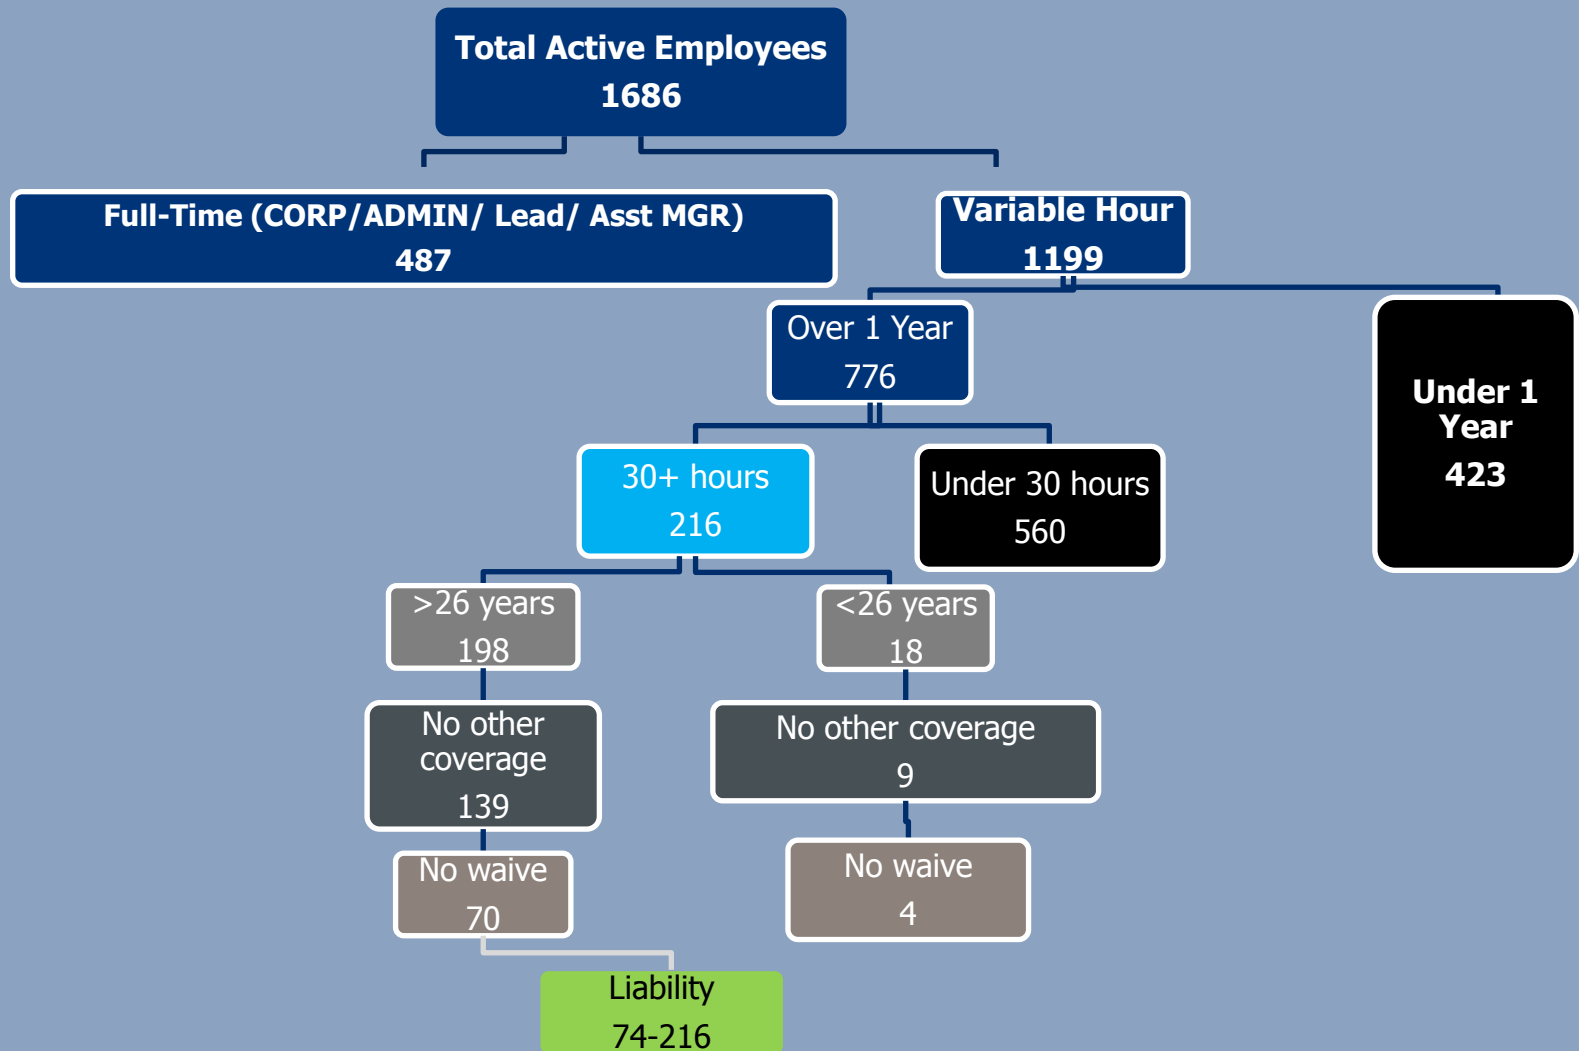 Total Active Employees
1686
Full-Time (CORP/ADMIN/ Lead/ Asst MGR)
487
Variable Hour
1199
Over 1 Year
776
Under 1
Year
423
30+ hours
216
Under 30 hours
560
>26 years
198
<26 years
18
No other
coverage
139
No other coverage
9
No waive
70
No waive
4
Liability
74-216